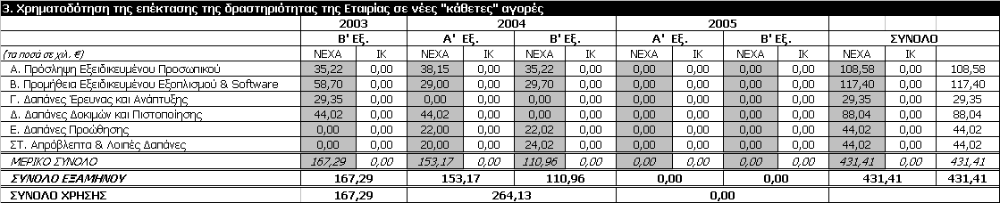 3. Χρηματοδότηση της επέκτασης της δραστηριότητας της Εταιρίας σε νέες "κάθετες" αγορές
2003 2004 2005
Β' Εξ. Α' Εξ. Β' Εξ. Α' Εξ. Β' Εξ. ΣΥΝΟΛΟ
(τα ποσά σε χιλ. €) ΝΕΧΑ ΙΚ ΝΕΧΑ ΙΚ ΝΕΧΑ ΙΚ ΝΕΧΑ ΙΚ ΝΕΧΑ ΙΚ ΝΕΧΑ ΙΚ
Α. Πρόσληψη Εξειδικευμένου Προσωπικού 35,22 0,00 38,15 0,00 35,22 0,00 0,00 0,00 0,00 0,00 108,58 0,00 108,58
Β. Προμήθεια Εξειδικευμένου Εξοπλισμού & Software 58,70 0,00 29,00 0,00 29,70 0,00 0,00 0,00 0,00 0,00 117,40 0,00 117,40
Γ. Δαπάνες Έρευνας και Ανάπτυξης 29,35 0,00 0,00 0,00 0,00 0,00 0,00 0,00 0,00 0,00 29,35 0,00 29,35
Δ. Δαπάνες Δοκιμών και Πιστοποίησης 44,02 0,00 44,02 0,00 0,00 0,00 0,00 0,00 0,00 0,00 88,04 0,00 88,04
Ε. Δαπάνες Προώθησης 0,00 0,00 22,00 0,00 22,02 0,00 0,00 0,00 0,00 0,00 44,02 0,00 44,02
ΣΤ. Απρόβλεπτα & Λοιπές Δαπάνες 0,00 0,00 20,00 0,00 24,02 0,00 0,00 0,00 0,00 0,00 44,02 0,00 44,02
ΜΕΡΙΚΟ ΣΥΝΟΛΟ 167,29 0,00 153,17 0,00 110,96 0,00 0,00 0,00 0,00 0,00 431,41 0,00 431,41
ΣΥΝΟΛΟ ΕΞΑΜΗΝΟΥ 167,29 153,17 110,96 0,00 0,00 431,41 431,41
ΣΥΝΟΛΟ ΧΡΗΣΗΣ 167,29 264,13 0,00